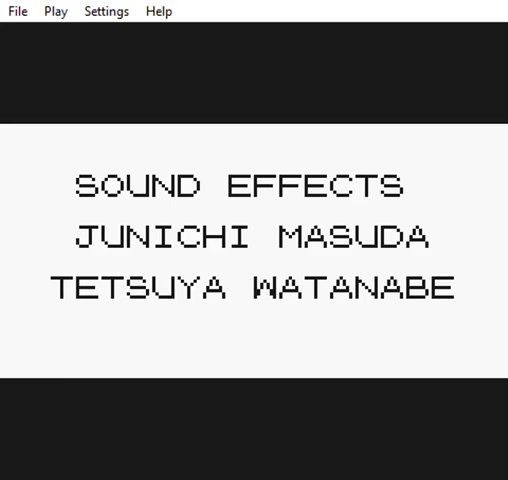 File Play Settings Help
SOUND EFFECTS
JUNICHI MASUDA
TETSUYA WATANABE